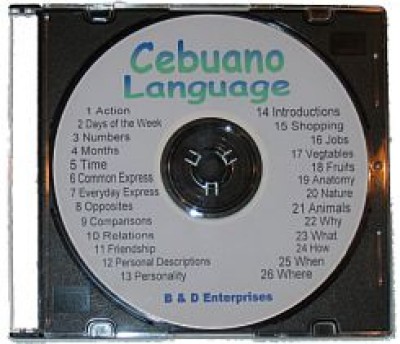 Cebuano
Language
1 Action
2 Days of the Week
3 Numbers
4 Months
5 Time
6 Common Express
7 Everyday Express
8 Opposites
9 Comparisons
10 Relations
11 Friendship
12 Personal Descriptions
13 Personality
14 Introductions
15 Shopping
16 Jobs
17 Vegtables
18 Fruits
19 Anatomy
20 Nature
21 Animals
22 Why
23 What
24 How
25 When
26 Where
B & D Enterprises